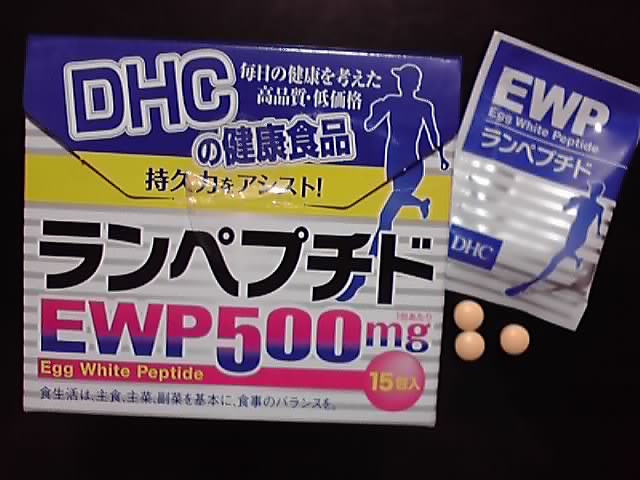 DHC
毎日の健康を考えた
高品質・低価格
の健康食品
持久力をアシスト!
ランペプチド
1包あたり
EWP500mg
Egg White Peptide
15包入
食生活は、主食、主菜、副菜を基本に、食事のバランスを。
EWP
Egg White Peptide
ランペプチド
DHC